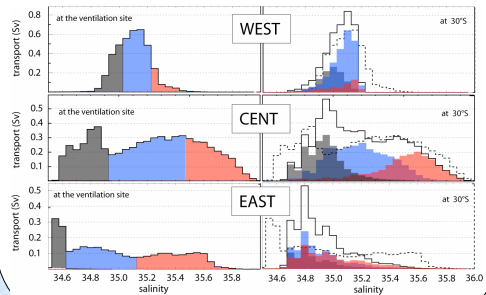 WEST
at the ventilation site
at 30°S
transport (Sv)
0.8
0.6
0.4
0.2
CENT
at the ventilation site
at 30°S
transport (Sv)
0.5
0.4
0.3
0.2
0.1
EAST
at the ventilation site
at 30°S
transport (Sv)
0.5
0.4
0.3
0.2
0.1
34.6 34.8 35.0 35.2 35.4 35.6 35.8 34.6 34.8 35.0 35.2 35.4 35.6 35.8 36.0
salinity salinity